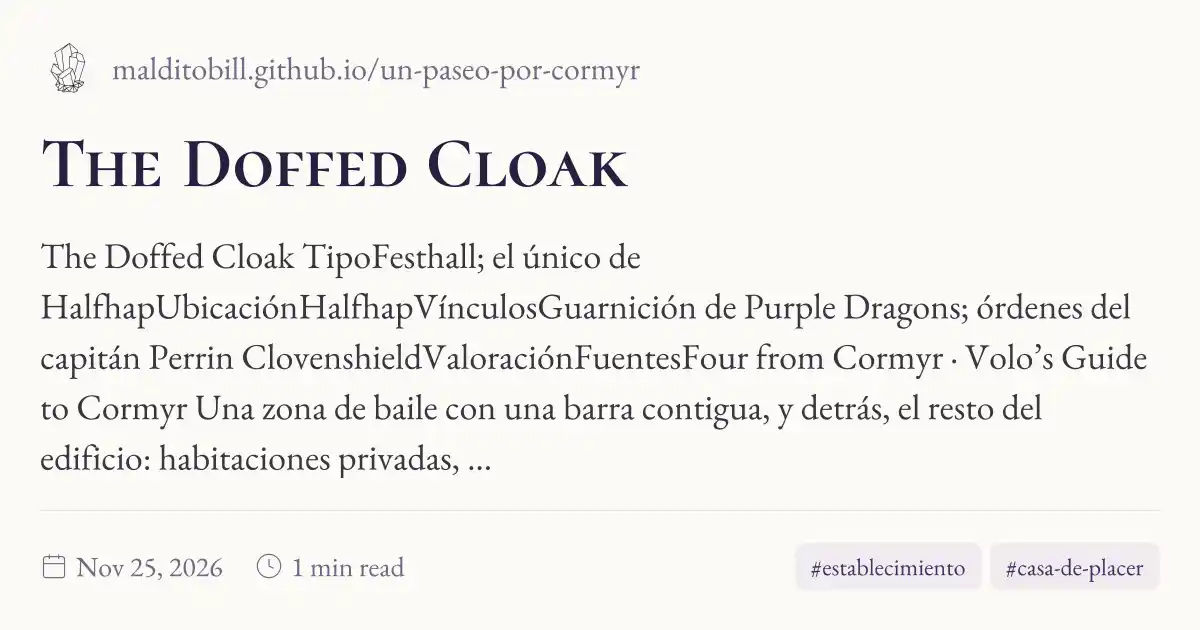 malditobill.github.io/un-paseo-por-cormyr
The Doffed Cloak
The Doffed Cloak TipoFesthall; el único de
HalfhapUbicaciónHalfhapVínculosGuarnición de Purple Dragons; órdenes del
capitán Perrin ClovenshieldValoraciónFuentesFour from Cormyr · Volo’s Guide
to Cormyr Una zona de baile con una barra contigua, y detrás, el resto del
edificio: habitaciones privadas, ...
Nov 25, 2026
1 min read
#establecimiento
#casa-de-placer